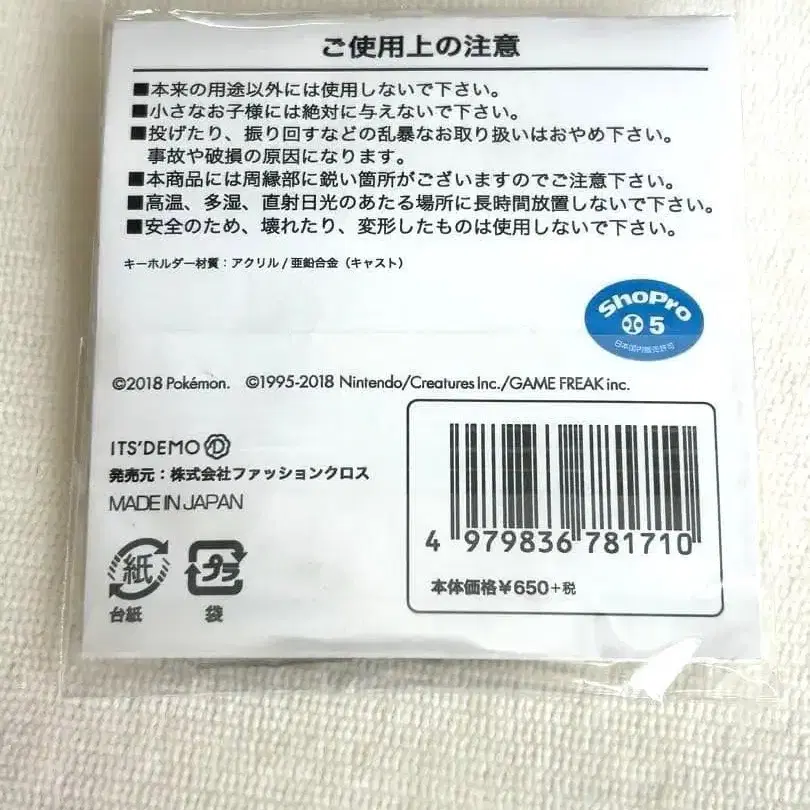 ご使用上の注意
■本来の用途以外には使用しないで下さい。
■小さなお子様には絶対に与えないで下さい。
■投げたり、振り回すなどの乱暴なお取り扱いはおやめ下さい。
事故や破損の原因になります。
■本商品には周縁部に鋭い箇所がございますのでご注意下さい。
■高温、多湿、直射日光のあたる場所に長時間放置しないで下さい。
■安全のため、壊れたり、変形したものは使用しないで下さい。
キーホルダー材質：アクリル/亜鉛合金（キャスト）
ShoPro
5
日本国内販売許可
©2018 Pokémon. ©1995-2018 Nintendo/Creatures Inc./GAME FREAK inc.
ITS'DEMO
発売元：株式会社ファッションクロス
MADE IN JAPAN
紙
台紙
プラ
袋
4 979836 781710
本体価格¥650+税